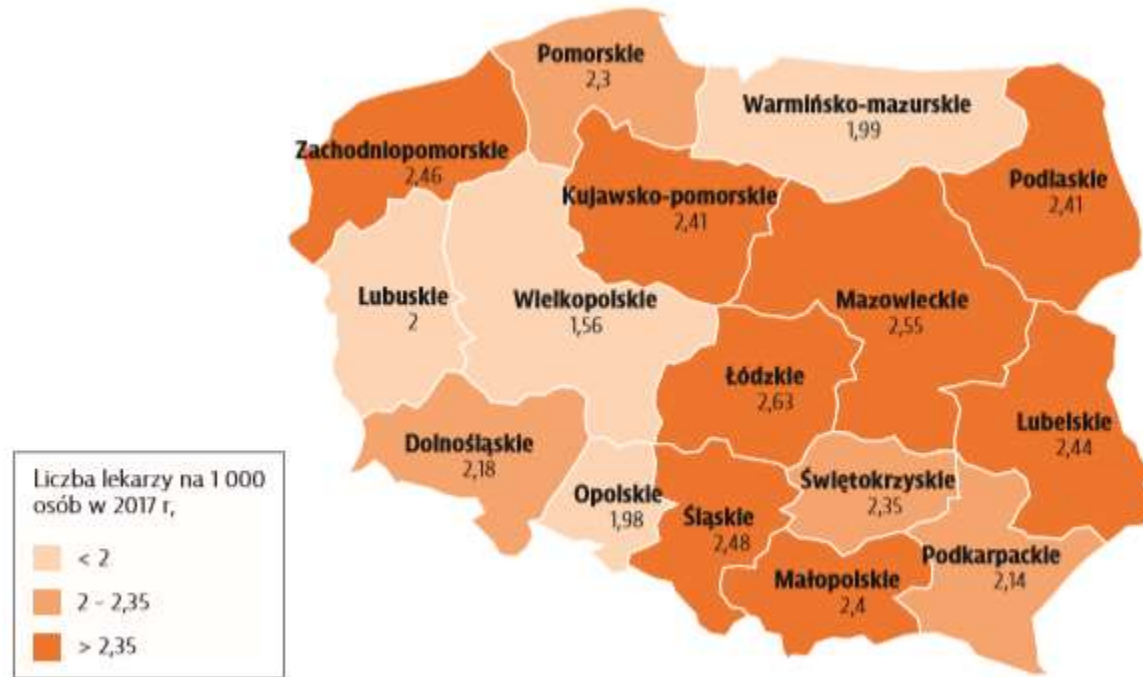 Pomorskie
2,3
Warmińsko-mazurskie
1,99
Zachodniopomorskie
2,46
Kujawsko-pomorskie
2,41
Podlaskie
2,41
Lubuskie
2
Wielkopolskie
1,56
Mazowieckie
2,55
Łódzkie
2,63
Lubelskie
2,44
Dolnośląskie
2,18
Opolskie
1,98
Śląskie
2,48
Świętokrzyskie
2,35
Podkarpackie
2,14
Małopolskie
2,4
Liczba lekarzy na 1 000
osób w 2017 r,
< 2
2 - 2,35
> 2,35